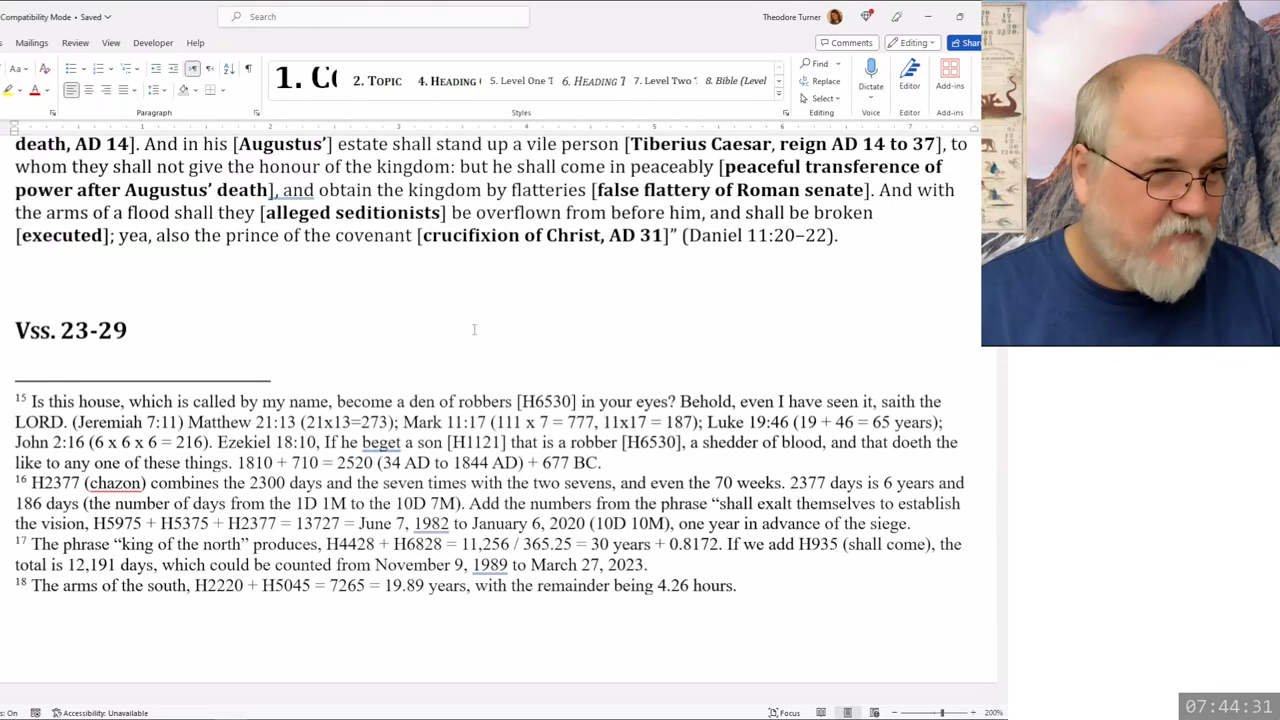 Compatibility Mode • Saved
Search
Theodore Turner
Mailings Review View Developer Help
Comments Editing Share
Aa
1. Co 2. TOPIC 4. HEADING 5. Level One 6. HEADING 7. Level Two 8. Bible (Level
Find
Replace
Select
Dictate Editor Add-ins
Paragraph Styles Voice Editor Add-ins
2 3 4 5 6 7
death, AD 14]. And in his [Augustus’] estate shall stand up a vile person [Tiberius Caesar, reign AD 14 to 37], to
whom they shall not give the honor of the kingdom: but he shall come in peaceably [peaceful transference of
power after Augustus’ death], and obtain the kingdom by flatteries [false flattery of Roman senate]. And with
the arms of a flood shall they [alleged seditionists] be overflown from before him, and shall be broken
[executed]; yea, also the prince of the covenant [crucifixion of Christ, AD 31]” (Daniel 11:20–22).
Vss. 23-29
15 Is this house, which is called by my name, become a den of robbers [H6530] in your eyes? Behold, even I have seen it, saith the
LORD. (Jeremiah 7:11) Matthew 21:13 (21x13=273); Mark 11:17 (111 x 7 = 777, 11x17 = 187); Luke 19:46 (19 + 46 = 65 years);
John 2:16 (6 x 6 x 6 = 216). Ezekiel 18:10, If he beget a son [H1121] that is a robber [H6530], a shedder of blood, and that doeth the
like to any one of these things. 1810 + 710 = 2520 (34 AD to 1844 AD) + 677 BC.
16 H2377 (chazon) combines the 2300 days and the seven times with the two sevens, and even the 70 weeks. 2377 days is 6 years and
186 days (the number of days from the 1D 1M to the 10D 7M). Add the numbers from the phrase “shall exalt themselves to establish
the vision, H5975 + H5375 + H2377 = 13727 = June 7, 1982 to January 6, 2020 (10D 10M), one year in advance of the siege.
17 The phrase “king of the north” produces, H4428 + H6828 = 11,256 / 365.25 = 30 years + 0.8172. If we add H935 (shall come), the
total is 12,191 days, which could be counted from November 9, 1989 to March 27, 2023.
18 The arms of the south, H2220 + H5045 = 7265 = 19.89 years, with the remainder being 4.26 hours.
s: On Accessibility: Unavailable Focus 200%
07:44:31